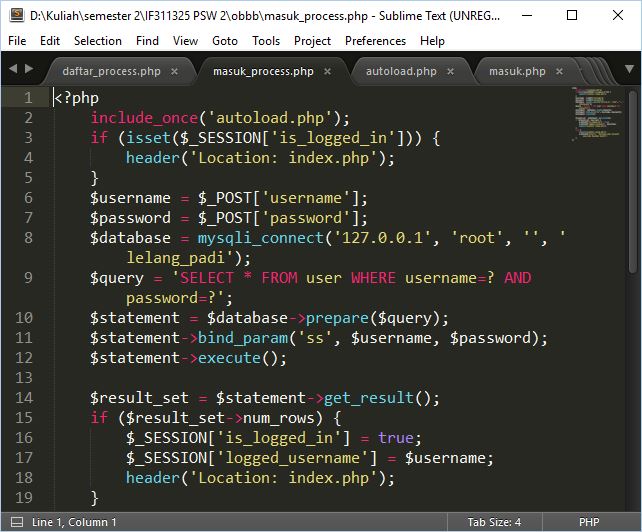 D:\Kuliah\semester 2\IF311325 PSW 2\obbb\masuk_process.php - Sublime Text (UNREG...
File Edit Selection Find View Goto Tools Project Preferences Help
daftar_process.php × masuk_process.php × autoload.php × masuk.php ×
1 <?php
2 include_once('autoload.php');
3 if (isset($_SESSION['is_logged_in'])) {
4 header('Location: index.php');
5 }
6 $username = $_POST['username'];
7 $password = $_POST['password'];
8 $database = mysqli_connect('127.0.0.1', 'root', '', '
lelang_padi');
9 $query = 'SELECT * FROM user WHERE username=? AND
password=?';
10 $statement = $database->prepare($query);
11 $statement->bind_param('ss', $username, $password);
12 $statement->execute();
13
14 $result_set = $statement->get_result();
15 if ($result_set->num_rows) {
16 $_SESSION['is_logged_in'] = true;
17 $_SESSION['logged_username'] = $username;
18 header('Location: index.php');
19 }
Line 1, Column 1 Tab Size: 4 PHP